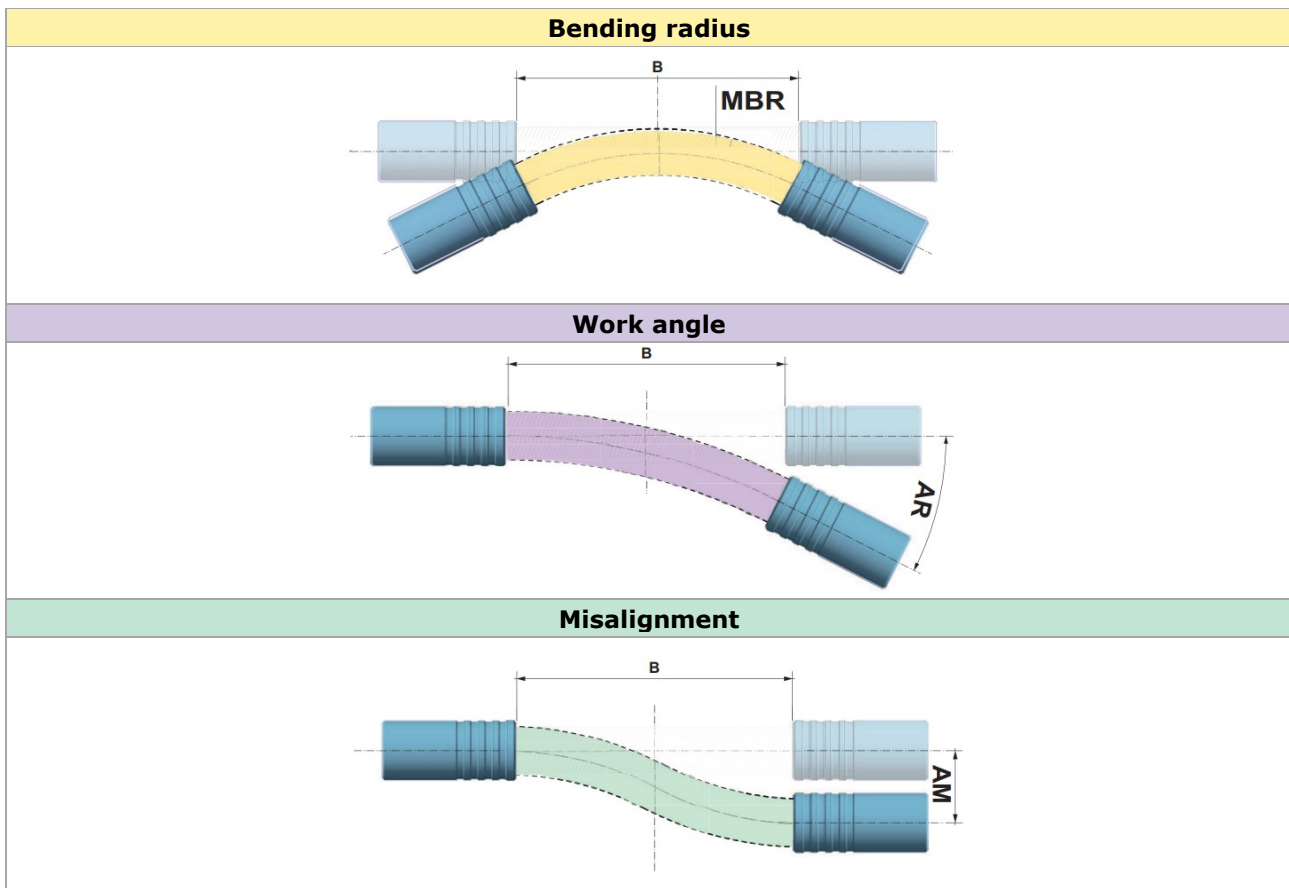 Bending radius
B
MBR
Work angle
B
AR
Misalignment
B
AM